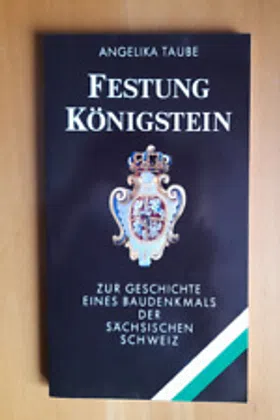 ANGELIKA TAUBE
FESTUNG
KÖNIGSTEIN
ZUR GESCHICHTE
EINES BAUDENKMALS
DER
SÄCHSISCHEN
SCHWEIZ